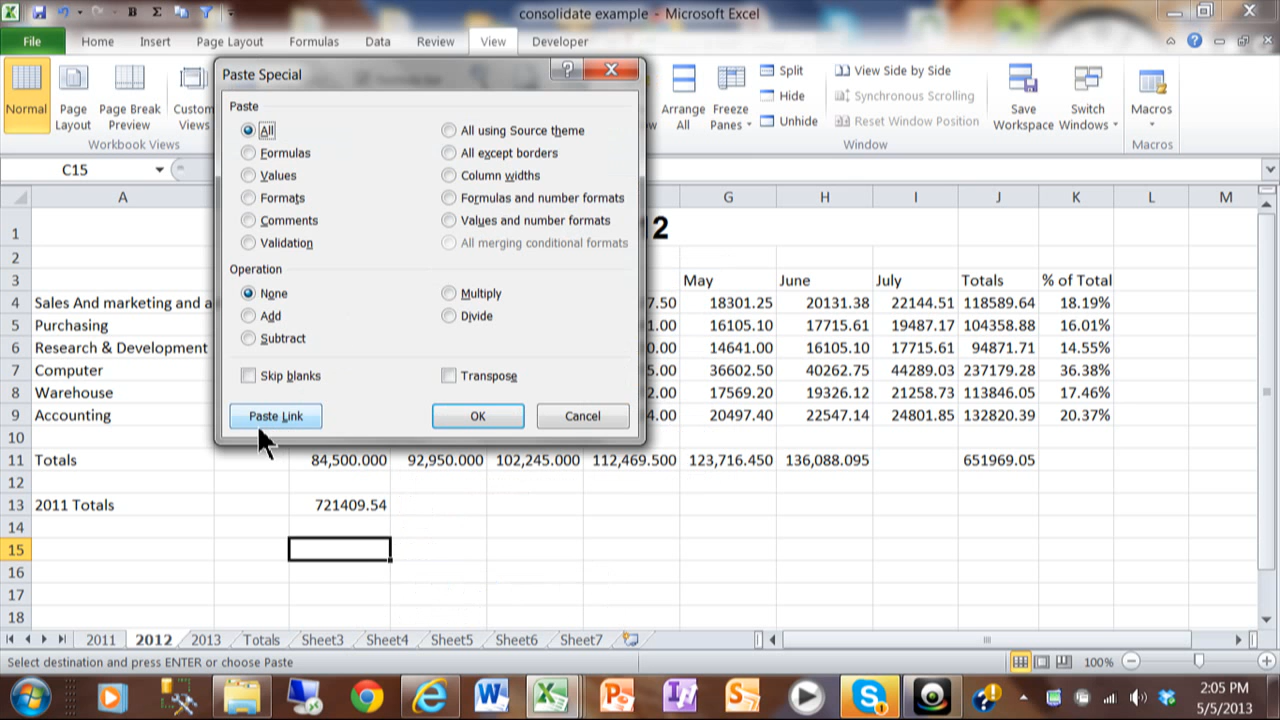 consolidate example - Microsoft Excel
File Home Insert Page Layout Formulas Data Review View Developer
Normal Page Layout Page Break Preview Custom Views
Workbook Views
Arrange All Freeze Panes Split Hide Unhide
View Side by Side
Synchronous Scrolling
Reset Window Position
Window
Save Workspace Switch Windows
Macros
Macros
Paste Special
Paste
All All using Source theme
Formulas All except borders
Values Column widths
Formats Formulas and number formats
Comments Values and number formats
Validation All merging conditional formats
Operation
None Multiply
Add Divide
Subtract
Skip blanks Transpose
Paste Link OK Cancel
C15
A G H I J K L M
1 12
2
3 May June July Totals % of Total
4 Sales And marketing and a 7.50 18301.25 20131.38 22144.51 118589.64 18.19%
5 Purchasing 1.00 16105.10 17715.61 19487.17 104358.88 16.01%
6 Research & Development 0.00 14641.00 16105.10 17715.61 94871.71 14.55%
7 Computer 5.00 36602.50 40262.75 44289.03 237179.28 36.38%
8 Warehouse 2.00 17569.20 19326.12 21258.73 113846.05 17.46%
9 Accounting 4.00 20497.40 22547.14 24801.85 132820.39 20.37%
10
11 Totals 84,500.000 92,950.000 102,245.000 112,469.500 123,716.450 136,088.095 651969.05
12
13 2011 Totals 721409.54
14
15
16
17
18
2011 2012 2013 Totals Sheet3 Sheet4 Sheet5 Sheet6 Sheet7
Select destination and press ENTER or choose Paste 100%
2:05 PM
5/5/2013